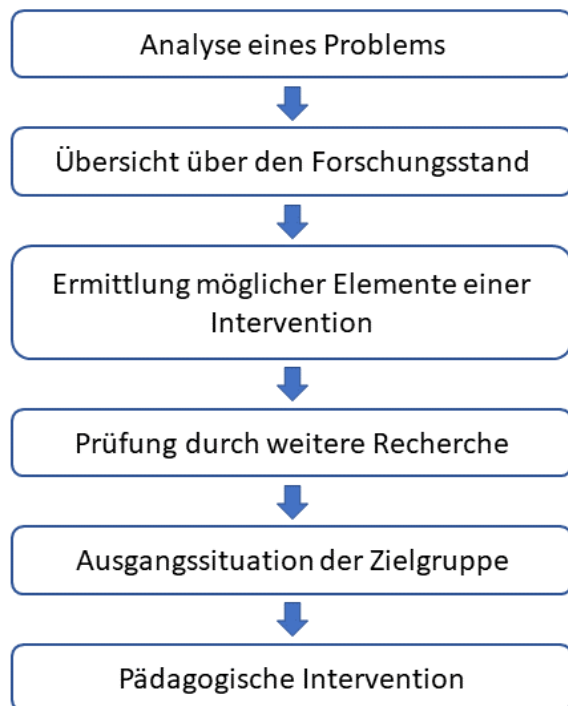 Analyse eines Problems
Übersicht über den Forschungsstand
Ermittlung möglicher Elemente einer
Intervention
Prüfung durch weitere Recherche
Ausgangssituation der Zielgruppe
Pädagogische Intervention